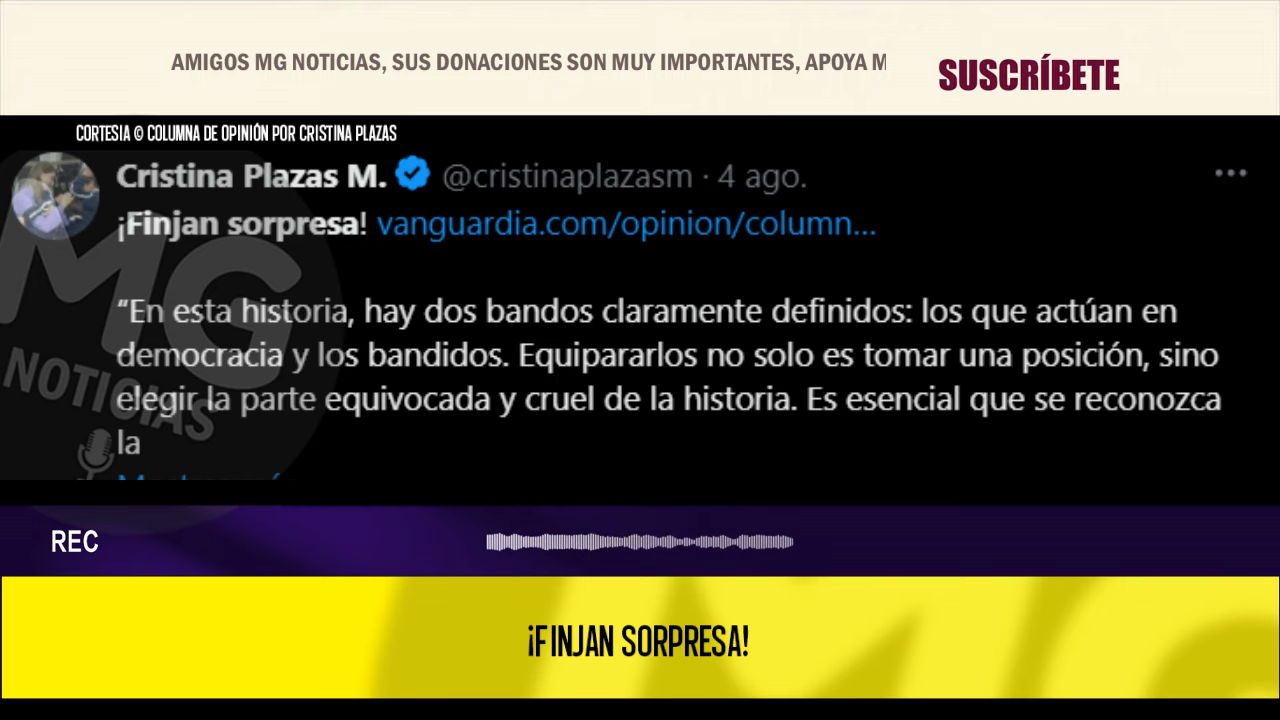 AMIGOS MG NOTICIAS, SUS DONACIONES SON MUY IMPORTANTES, APOYA M
SUSCRÍBETE
CORTESIA © COLUMNA DE OPINIÓN POR CRISTINA PLAZAS
Cristina Plazas M. @cristinaplazasm · 4 ago.
¡Finjan sorpresa! vanguardia.com/opinion/column...
“En esta historia, hay dos bandos claramente definidos: los que actúan en
democracia y los bandidos. Equipararlos no solo es tomar una posición, sino
elegir la parte equivocada y cruel de la historia. Es esencial que se reconozca
la
MG
NOTICIAS
REC
¡FINJAN SORPRESA!